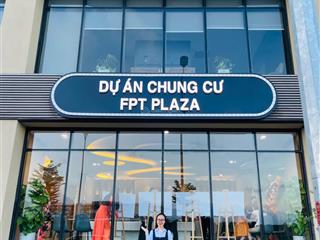 DỰ ÁN CHUNG CƯ
FPT PLAZA